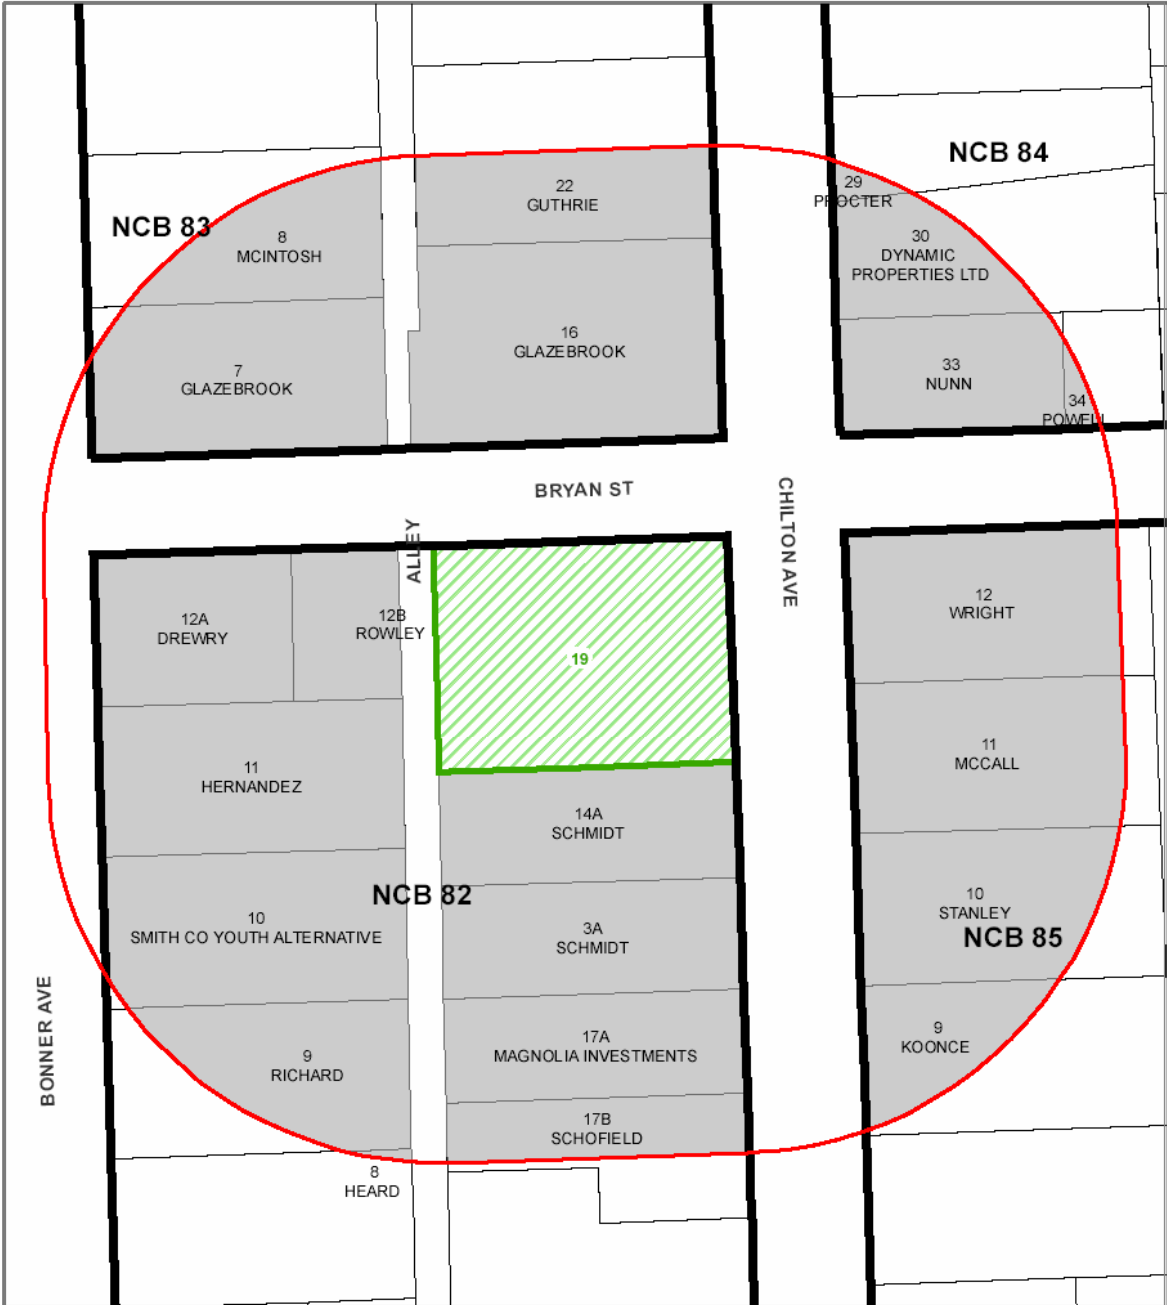 NCB 84
29
PROCTER
22
GUTHRIE
NCB 83
8
MCINTOSH
30
DYNAMIC
PROPERTIES LTD
16
GLAZEBROOK
7
GLAZEBROOK
33
NUNN
34
POWELL
BRYAN ST
CHILTON AVE
ALLEY
12A
DREWRY
12B
ROWLEY
19
12
WRIGHT
11
HERNANDEZ
11
MCCALL
14A
SCHMIDT
NCB 82
10
SMITH CO YOUTH ALTERNATIVE
3A
SCHMIDT
10
STANLEY
NCB 85
BONNER AVE
9
RICHARD
17A
MAGNOLIA INVESTMENTS
9
KOONCE
17B
SCHOFIELD
8
HEARD